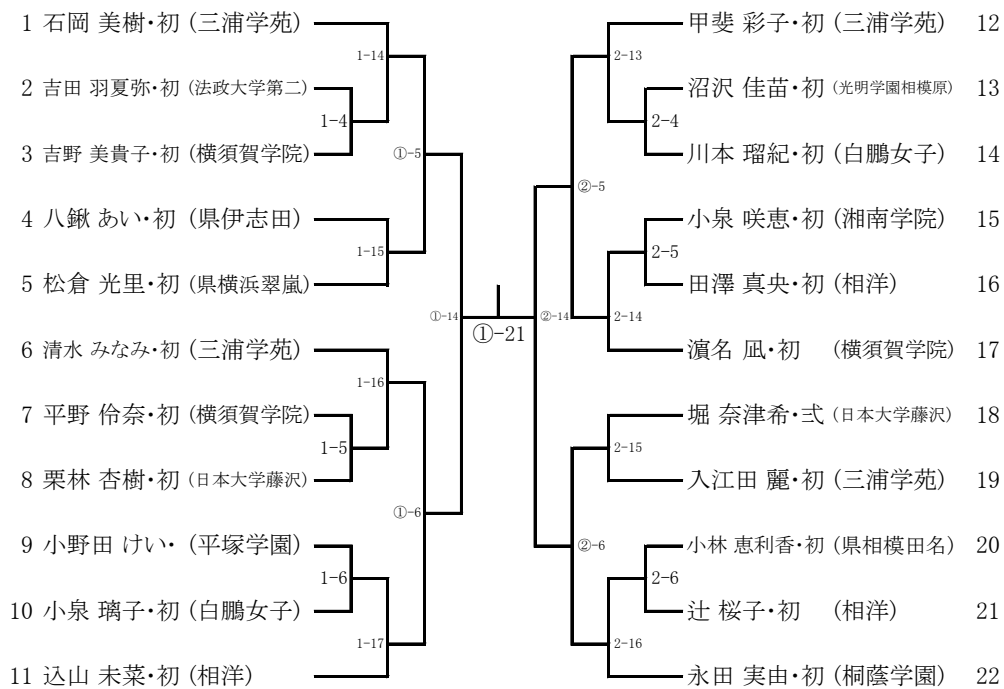 1 石岡 美樹・初 (三浦学苑)
1-14
2 吉田 羽夏弥・初 (法政大学第二)
1-4
3 吉野 美貴子・初 (横須賀学院)
①-5
4 八鍬 あい・初 (県伊志田)
1-15
5 松倉 光里・初 (県横浜翠嵐)
①-14
6 清水 みなみ・初 (三浦学苑)
1-16
7 平野 伶奈・初 (横須賀学院)
1-5
8 栗林 杏樹・初 (日本大学藤沢)
①-6
9 小野田 けい・ (平塚学園)
1-6
10 小泉 璃子・初 (白鵬女子)
1-17
11 込山 未菜・初 (相洋)
①-21
甲斐 彩子・初 (三浦学苑) 12
2-13
沼沢 佳苗・初 (光明学園相模原) 13
2-4
川本 瑠紀・初 (白鵬女子) 14
②-5
小泉 咲恵・初 (湘南学院) 15
2-5
田澤 真央・初 (相洋) 16
②-14
2-14
濵名 凪・初 (横須賀学院) 17
堀 奈津希・弍 (日本大学藤沢) 18
2-15
入江田 麗・初 (三浦学苑) 19
②-6
小林 恵利香・初 (県相模田名) 20
2-6
辻 桜子・初 (相洋) 21
2-16
永田 実由・初 (桐蔭学園) 22